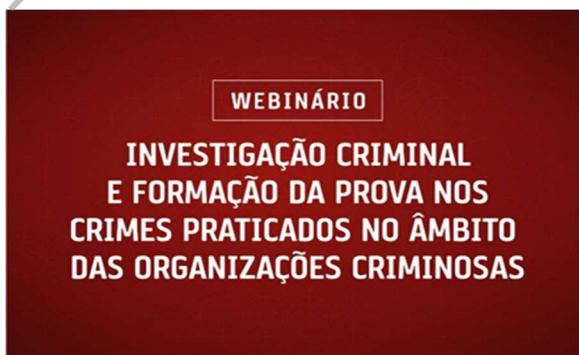 WEBINÁRIO
INVESTIGAÇÃO CRIMINAL
E FORMAÇÃO DA PROVA NOS
CRIMES PRATICADOS NO ÂMBITO
DAS ORGANIZAÇÕES CRIMINOSAS